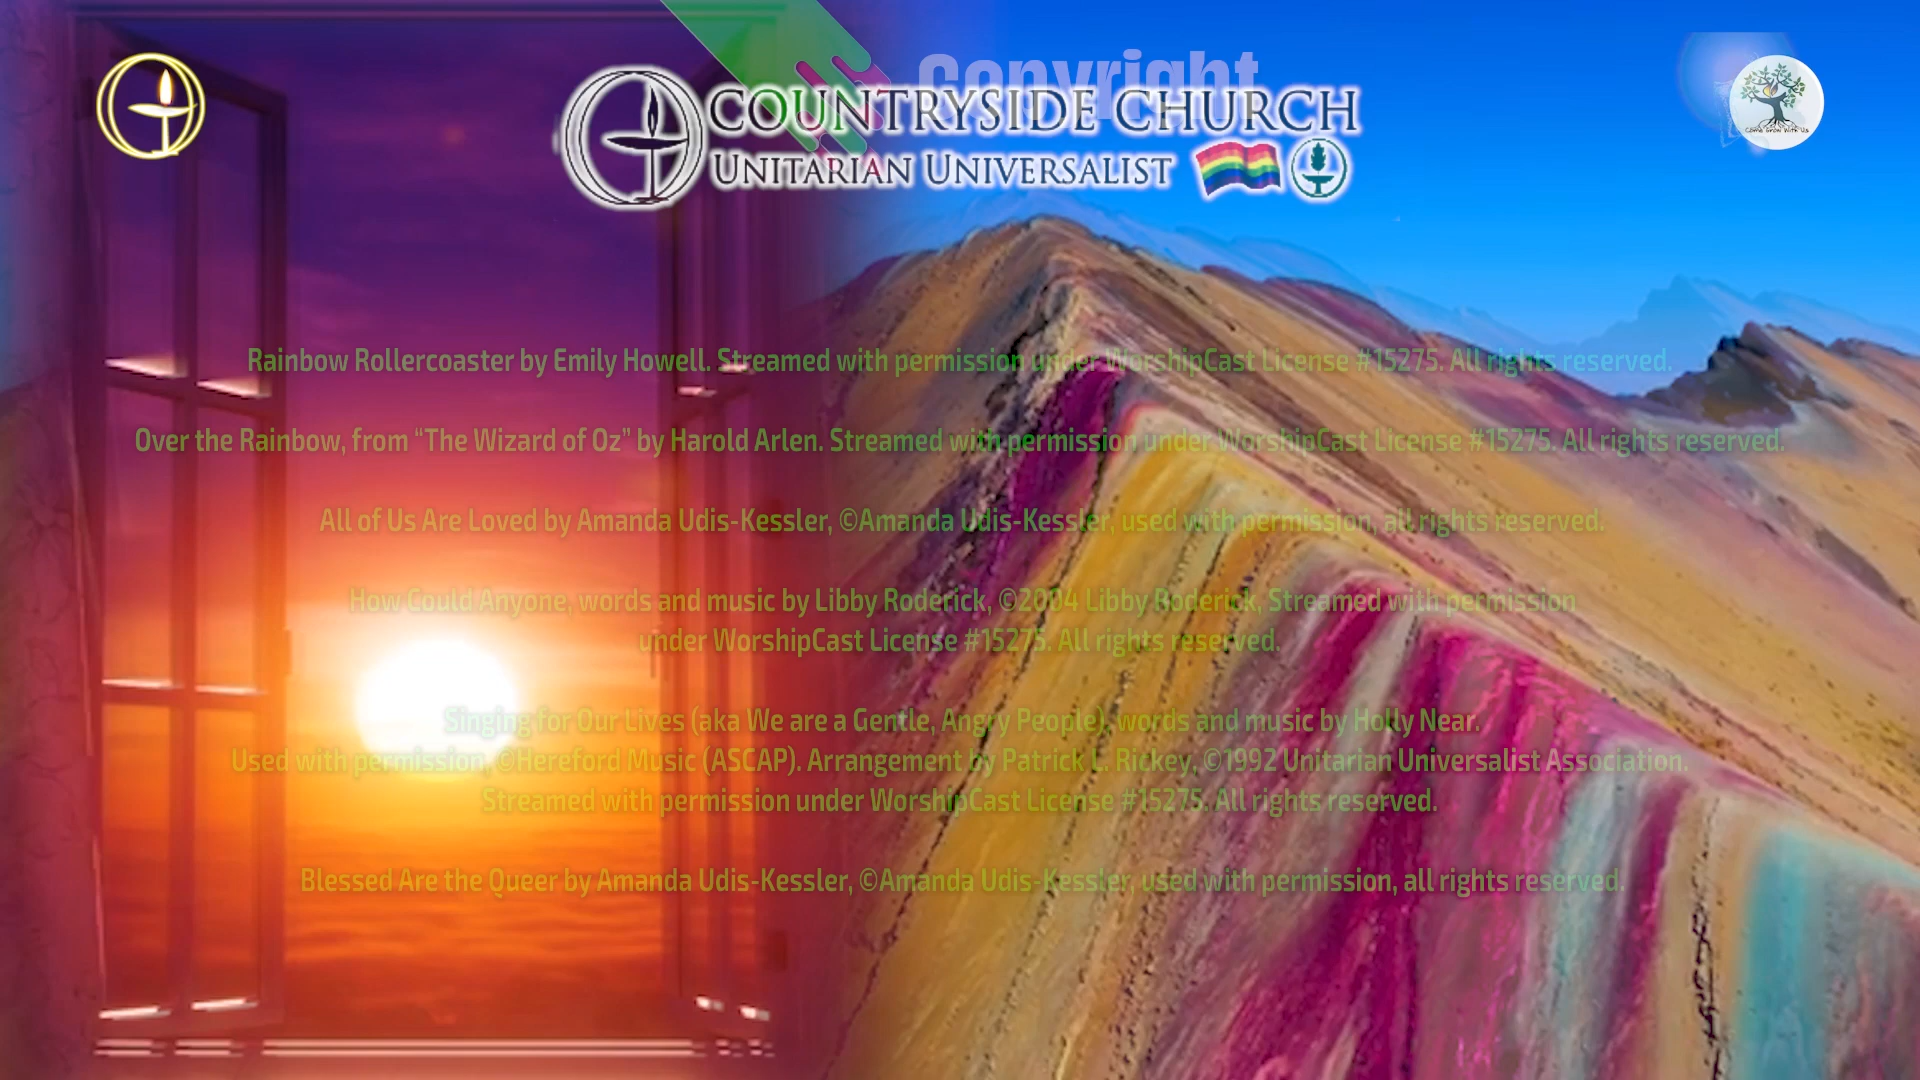 Copyright
COUNTRYSIDE CHURCH
UNITARIAN UNIVERSALIST
Come Grow With Us
Rainbow Rollercoaster by Emily Howell. Streamed with permission under WorshipCast License #15275. All rights reserved.
Over the Rainbow, from “The Wizard of Oz” by Harold Arlen. Streamed with permission under WorshipCast License #15275. All rights reserved.
All of Us Are Loved by Amanda Udis-Kessler, ©Amanda Udis-Kessler, used with permission, all rights reserved.
How Could Anyone, words and music by Libby Roderick, ©2004 Libby Roderick, Streamed with permission
under WorshipCast License #15275. All rights reserved.
Singing for Our Lives (aka We are a Gentle, Angry People), words and music by Holly Near.
Used with permission, ©Hereford Music (ASCAP). Arrangement by Patrick L. Rickey, ©1992 Unitarian Universalist Association.
Streamed with permission under WorshipCast License #15275. All rights reserved.
Blessed Are the Queer by Amanda Udis-Kessler, ©Amanda Udis-Kessler, used with permission, all rights reserved.